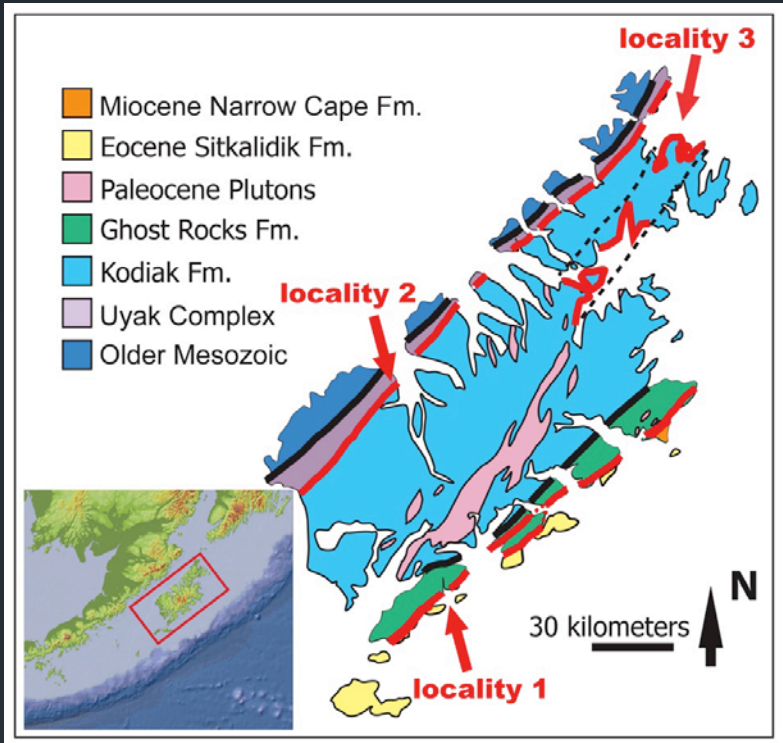 locality 3
Miocene Narrow Cape Fm.
Eocene Sitkalidik Fm.
Paleocene Plutons
Ghost Rocks Fm.
Kodiak Fm.
locality 2
Uyak Complex
Older Mesozoic
N
30 kilometers
locality 1